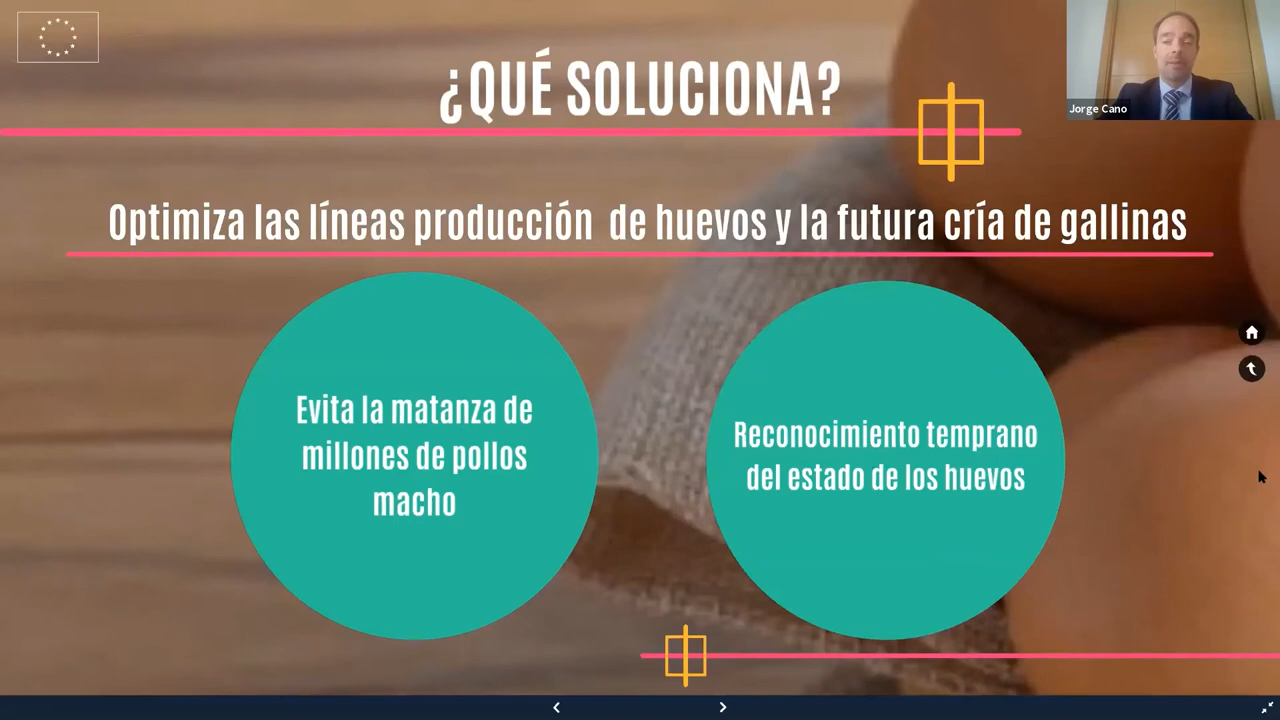 ¿QUÉ SOLUCIONA?
Jorge Cano
Optimiza las líneas producción de huevos y la futura cría de gallinas
Evita la matanza de
millones de pollos
macho
Reconocimiento temprano
del estado de los huevos